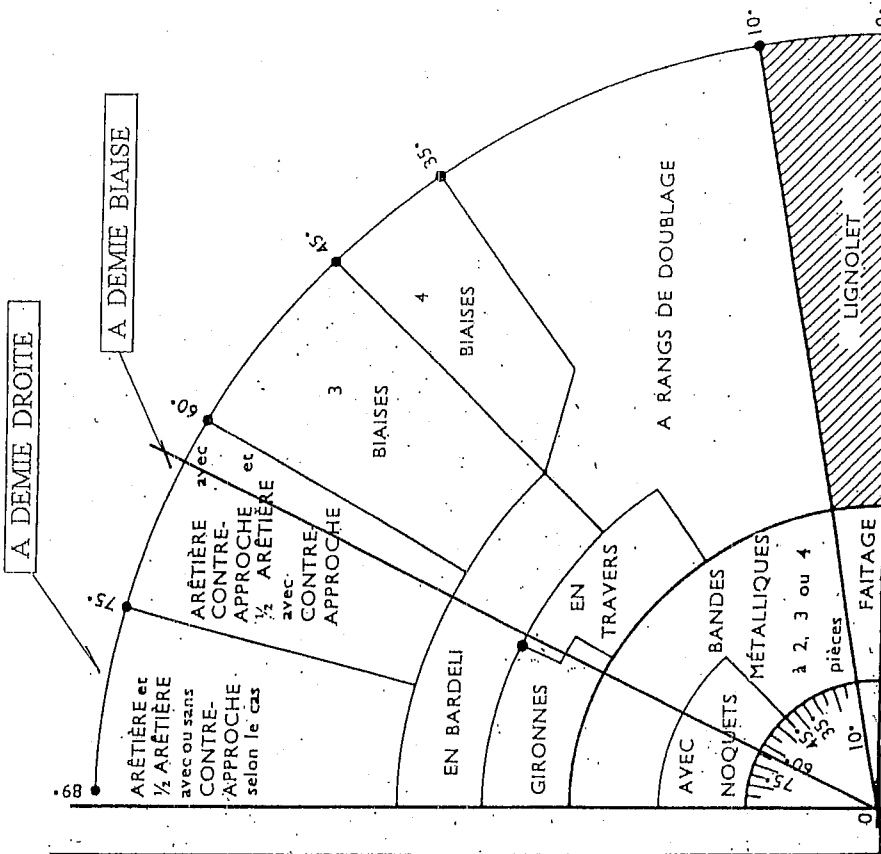 A DEMIE DROITE
A DEMIE BIAISE
89°
75°
60°
45°
35°
10°
0°
ARÊTIÈRE et
½ ARÊTIÈRE
avec ou sans
CONTRE-
APPROCHE
selon le cas
ARÊTIÈRE avec
CONTRE-
APPROCHE et
½ ARÊTIÈRE
avec
CONTRE
APPROCHE
3
BIAISES
4
BIAISES
A RANGS DE DOUBLAGE
LIGNOLET
EN BARDELI
GIRONNES
EN
TRAVERS
BANDES
MÉTALLIQUES
à 2, 3 ou 4
pièces
AVEC
NOQUETS
FAITAGE
75°
60°
45°
35°
10°
0